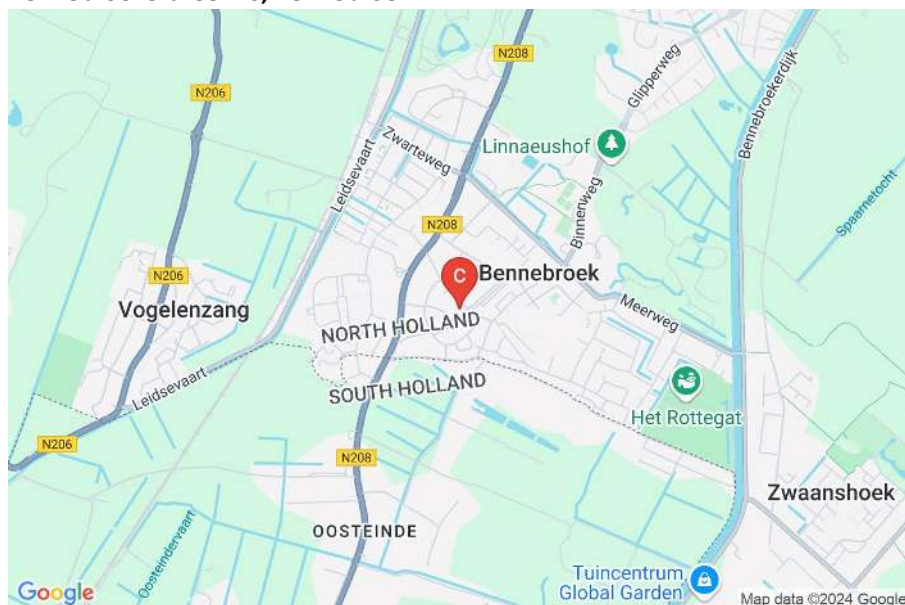 N208
N206
Glipperweg
Bennebroekerdijk
Zwarteweg
Linnaeushof
Leidsevaart
Binnenweg
Spaarnetocht
N208
N206
Bennebroek
C
Vogelenzang
NORTH HOLLAND
Meerweg
SOUTH HOLLAND
Leidsevaart
Het Rottegat
N206
N208
Zwaanshoek
OOSTEINDE
Oosteindervaart
Tuincentrum
Global Garden
Google
Map data ©2024 Google